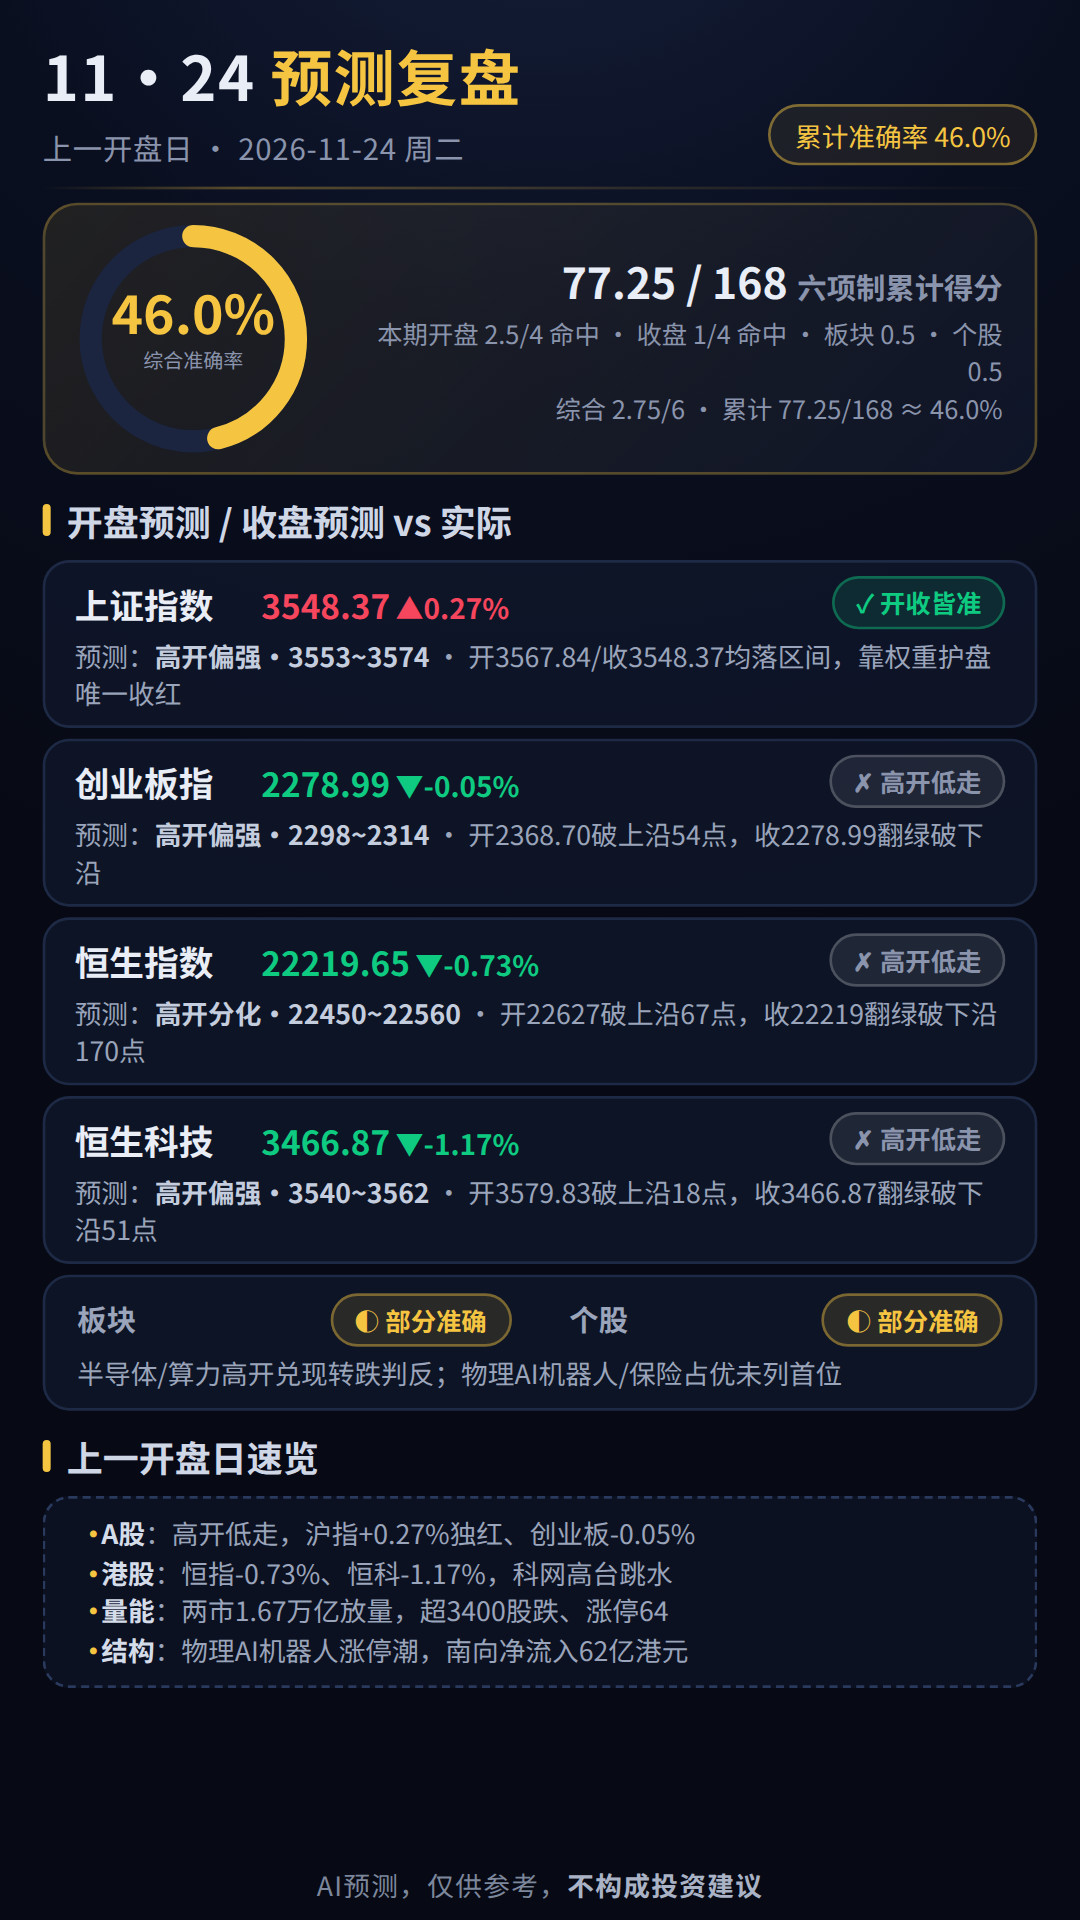 11·24 预测复盘
上一开盘日 · 2026-11-24 周二
累计准确率 46.0%
46.0%
综合准确率
77.25 / 168 六项制累计得分
本期开盘 2.5/4 命中 · 收盘 1/4 命中 · 板块 0.5 · 个股
0.5
综合 2.75/6 · 累计 77.25/168 ≈ 46.0%
开盘预测 / 收盘预测 vs 实际
上证指数 3548.37 ▲0.27% ✓ 开收皆准
预测：高开偏强·3553~3574 · 开3567.84/收3548.37均落区间，靠权重护盘
唯一收红
创业板指 2278.99 ▼-0.05% ✗ 高开低走
预测：高开偏强·2298~2314 · 开2368.70破上沿54点，收2278.99翻绿破下
沿
恒生指数 22219.65 ▼-0.73% ✗ 高开低走
预测：高开分化·22450~22560 · 开22627破上沿67点，收22219翻绿破下沿
170点
恒生科技 3466.87 ▼-1.17% ✗ 高开低走
预测：高开偏强·3540~3562 · 开3579.83破上沿18点，收3466.87翻绿破下
沿51点
板块 ◐ 部分准确 个股 ◐ 部分准确
半导体/算力高开兑现转跌判反；物理AI机器人/保险占优未列首位
上一开盘日速览
•A股：高开低走，沪指+0.27%独红、创业板-0.05%
•港股：恒指-0.73%、恒科-1.17%，科网高台跳水
•量能：两市1.67万亿放量，超3400股跌、涨停64
•结构：物理AI机器人涨停潮，南向净流入62亿港元
AI预测，仅供参考，不构成投资建议